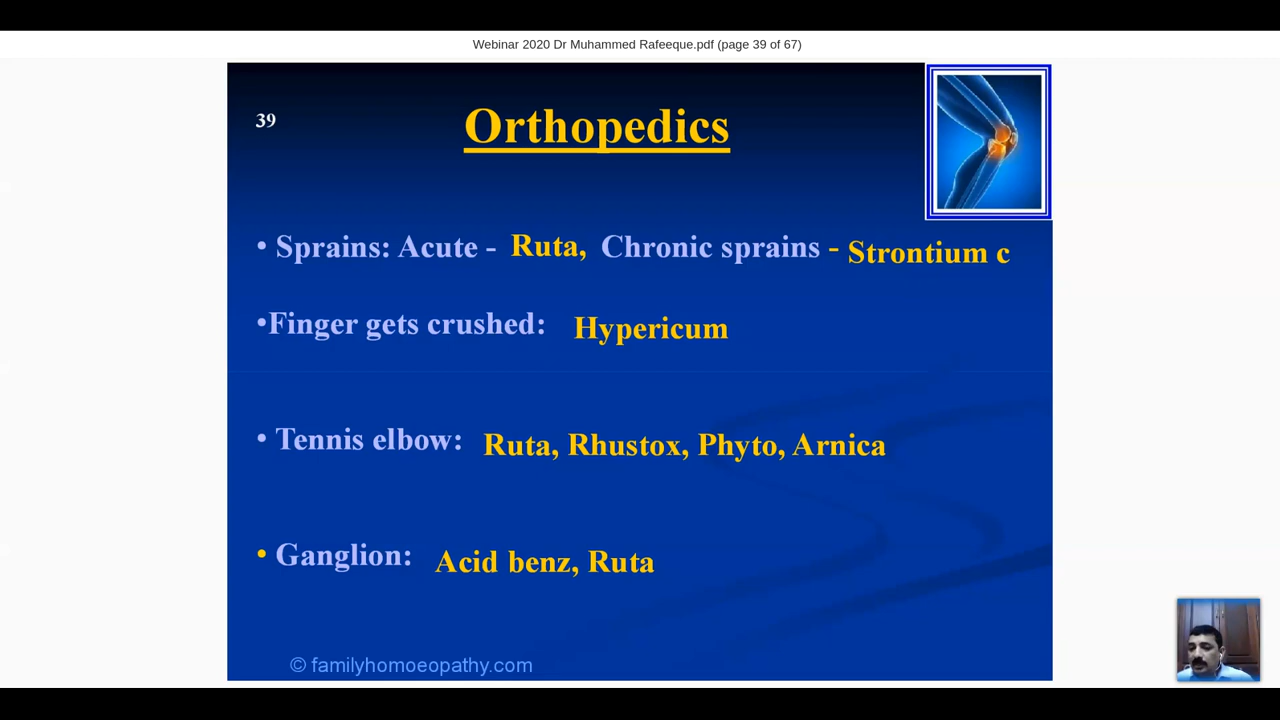 Webinar 2020 Dr Muhammed Rafeeque.pdf (page 39 of 67)
39
Orthopedics
• Sprains: Acute - Ruta, Chronic sprains - Strontium c
•Finger gets crushed: Hypericum
• Tennis elbow: Ruta, Rhustox, Phyto, Arnica
• Ganglion: Acid benz, Ruta
© familyhomoeopathy.com